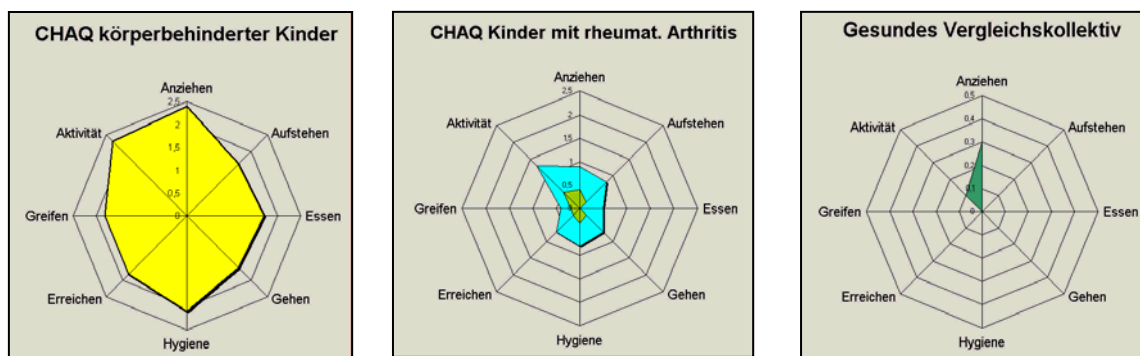 CHAQ körperbehinderter Kinder
Anziehen
2,5
2
1,5
1
0,5
0
Aufstehen
Essen
Gehen
Hygiene
Erreichen
Greifen
Aktivität
CHAQ Kinder mit rheumat. Arthritis
Anziehen
2,5
2
1,5
1
0,5
0
Aufstehen
Essen
Gehen
Hygiene
Erreichen
Greifen
Aktivität
Gesundes Vergleichskollektiv
Anziehen
0,5
0,4
0,3
0,2
0,1
0
Aufstehen
Essen
Gehen
Hygiene
Erreichen
Greifen
Aktivität